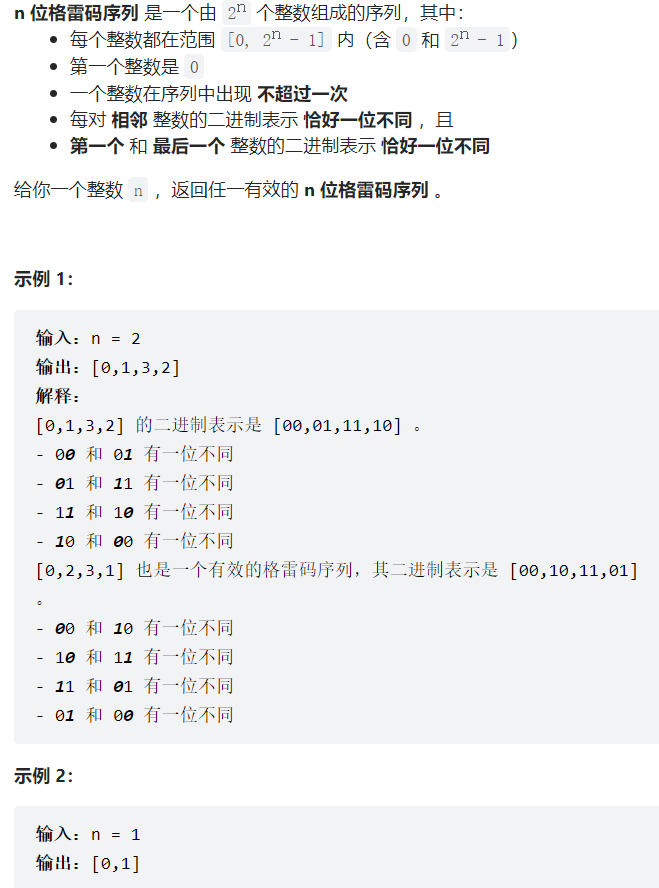 n 位格雷码序列 是一个由 2ⁿ 个整数组成的序列，其中：
• 每个整数都在范围 [0, 2ⁿ - 1] 内（含 0 和 2ⁿ - 1）
• 第一个整数是 0
• 一个整数在序列中出现 不超过一次
• 每对 相邻 整数的二进制表示 恰好一位不同 ，且
• 第一个 和 最后一个 整数的二进制表示 恰好一位不同
给你一个整数 n ，返回任一有效的 n 位格雷码序列 。
示例 1：
输入：n = 2
输出：[0,1,3,2]
解释：
[0,1,3,2] 的二进制表示是 [00,01,11,10] 。
- 00 和 01 有一位不同
- 01 和 11 有一位不同
- 11 和 10 有一位不同
- 10 和 00 有一位不同
[0,2,3,1] 也是一个有效的格雷码序列，其二进制表示是 [00,10,11,01]
。
- 00 和 10 有一位不同
- 10 和 11 有一位不同
- 11 和 01 有一位不同
- 01 和 00 有一位不同
示例 2：
输入：n = 1
输出：[0,1]